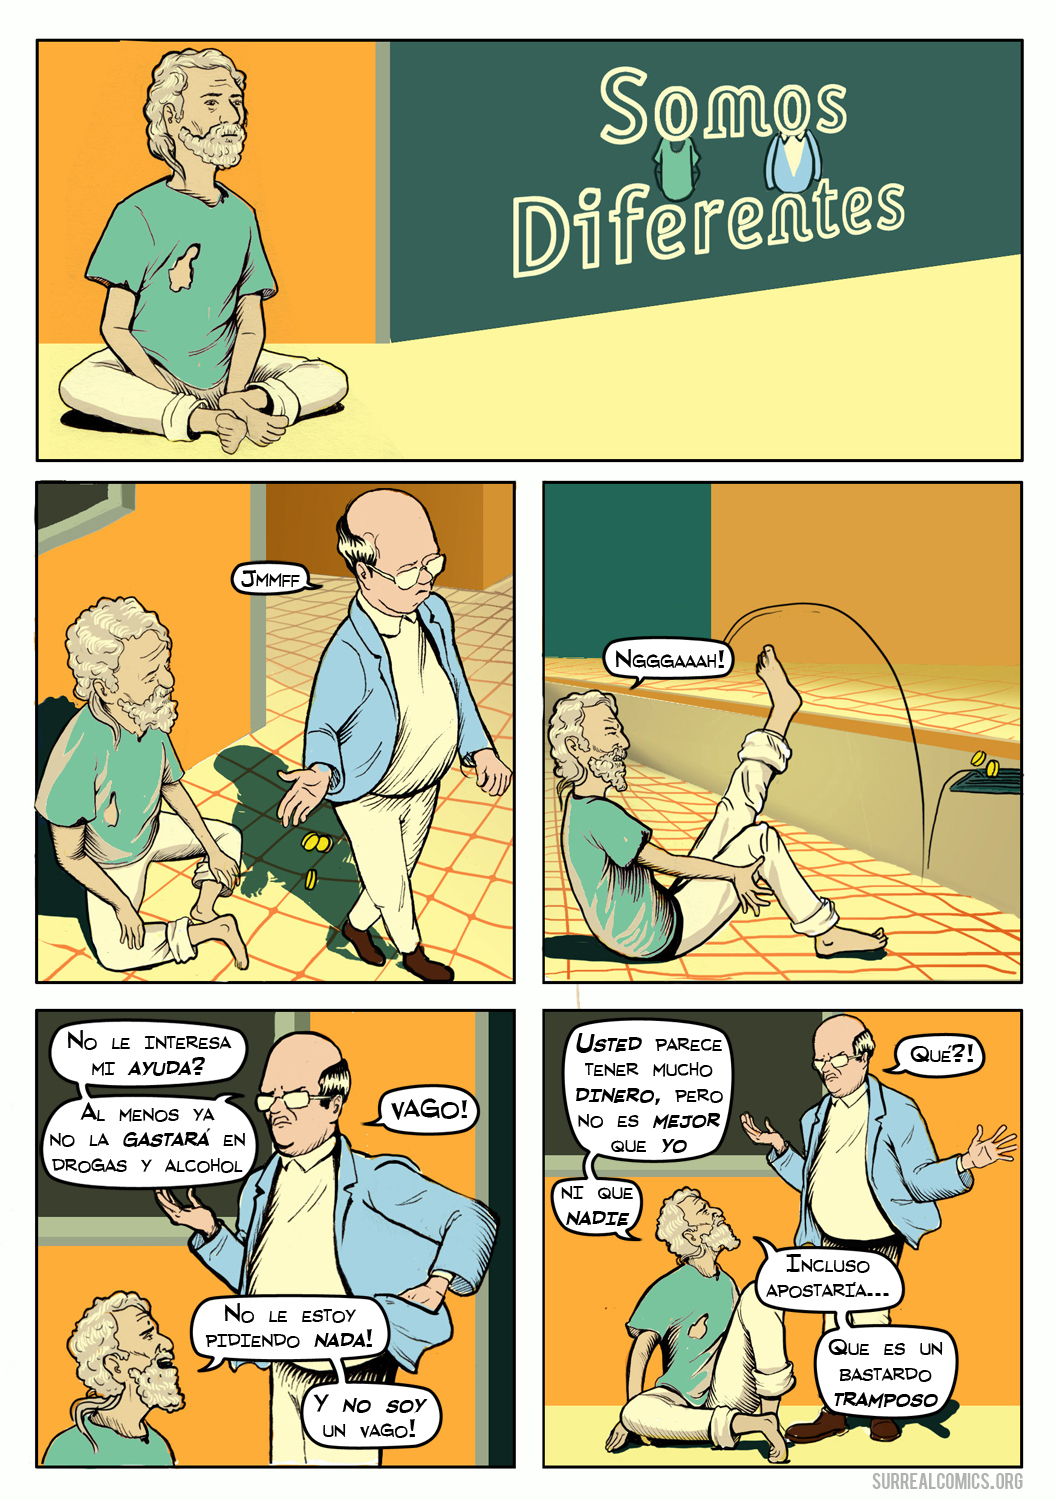 Somos
Diferentes
Jmmff
Ngggaaah!
No le interesa
mi ayuda?
Al menos ya
no la gastará en
drogas y alcohol
VAGO!
No le estoy
pidiendo nada!
Y no soy
un vago!
Usted parece
tener mucho
dinero, pero
no es mejor
que yo
ni que
nadie
Qué?!
Incluso
apostaría...
Que es un
bastardo
tramposo
SURREALCOMICS.ORG